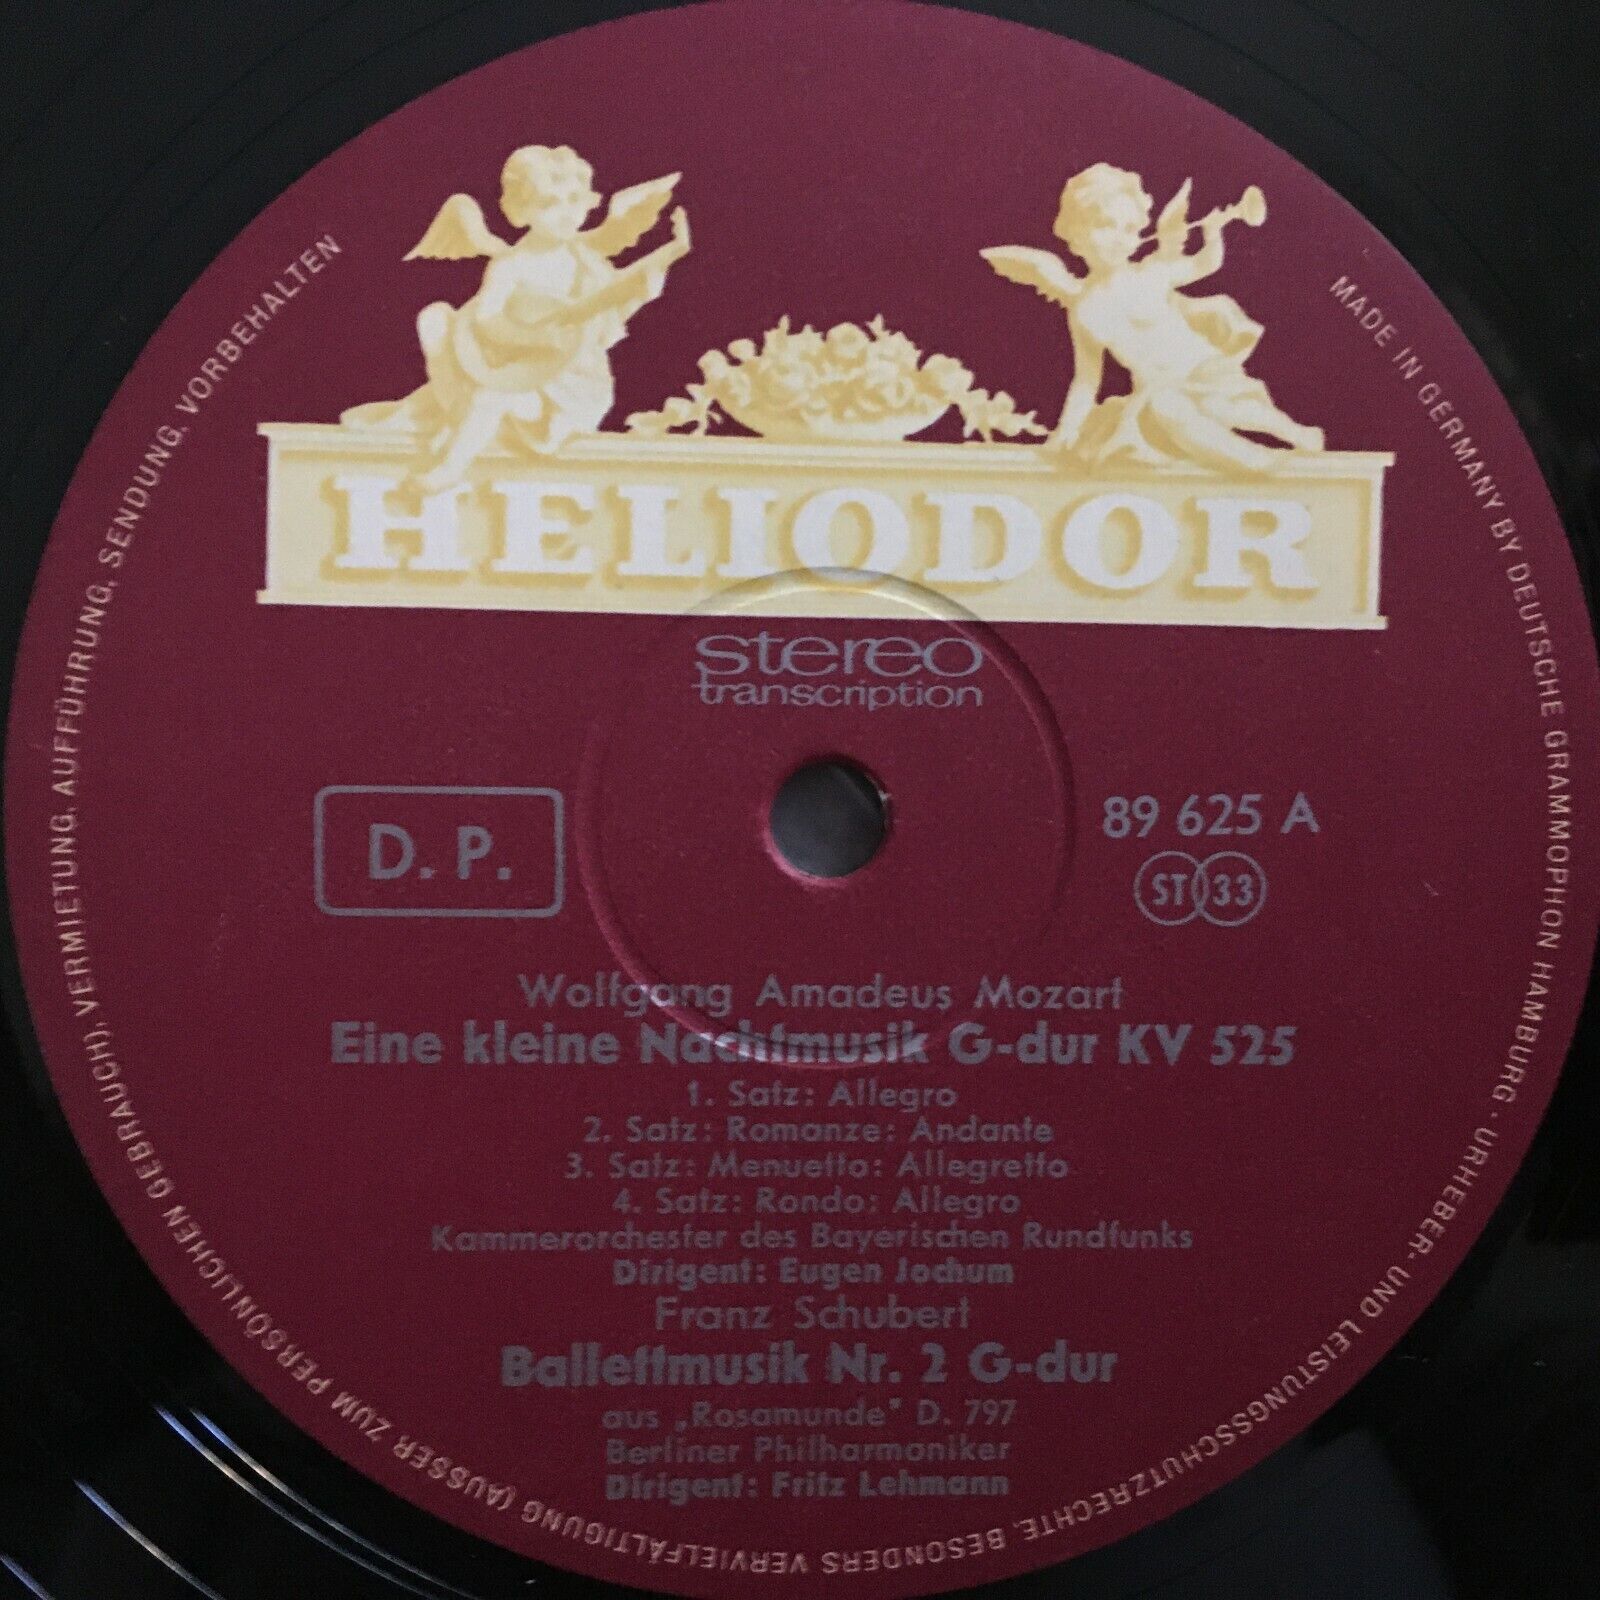 HELIODOR
stereo
transcription
D. P.
89 625 A
ST 33
Wolfgang Amadeus Mozart
Eine kleine Nachtmusik G-dur KV 525
1. Satz: Allegro
2. Satz: Romanze: Andante
3. Satz: Menuetto: Allegretto
4. Satz: Rondo: Allegro
Kammerorchester des Bayerischen Rundfunks
Dirigent: Eugen Jochum
Franz Schubert
Ballettmusik Nr. 2 G-dur
aus „Rosamunde" D. 797
Berliner Philharmoniker
Dirigent: Fritz Lehmann
MADE IN GERMANY BY DEUTSCHE GRAMMOPHON HAMBURG · URHEBER- UND LEISTUNGSSCHUTZRECHTE, BESONDERS VERVIELFÄLTIGUNG (AUSSER ZUM PERSÖNLICHEN GEBRAUCH), VERMIETUNG, AUFFÜHRUNG, SENDUNG, VORBEHALTEN